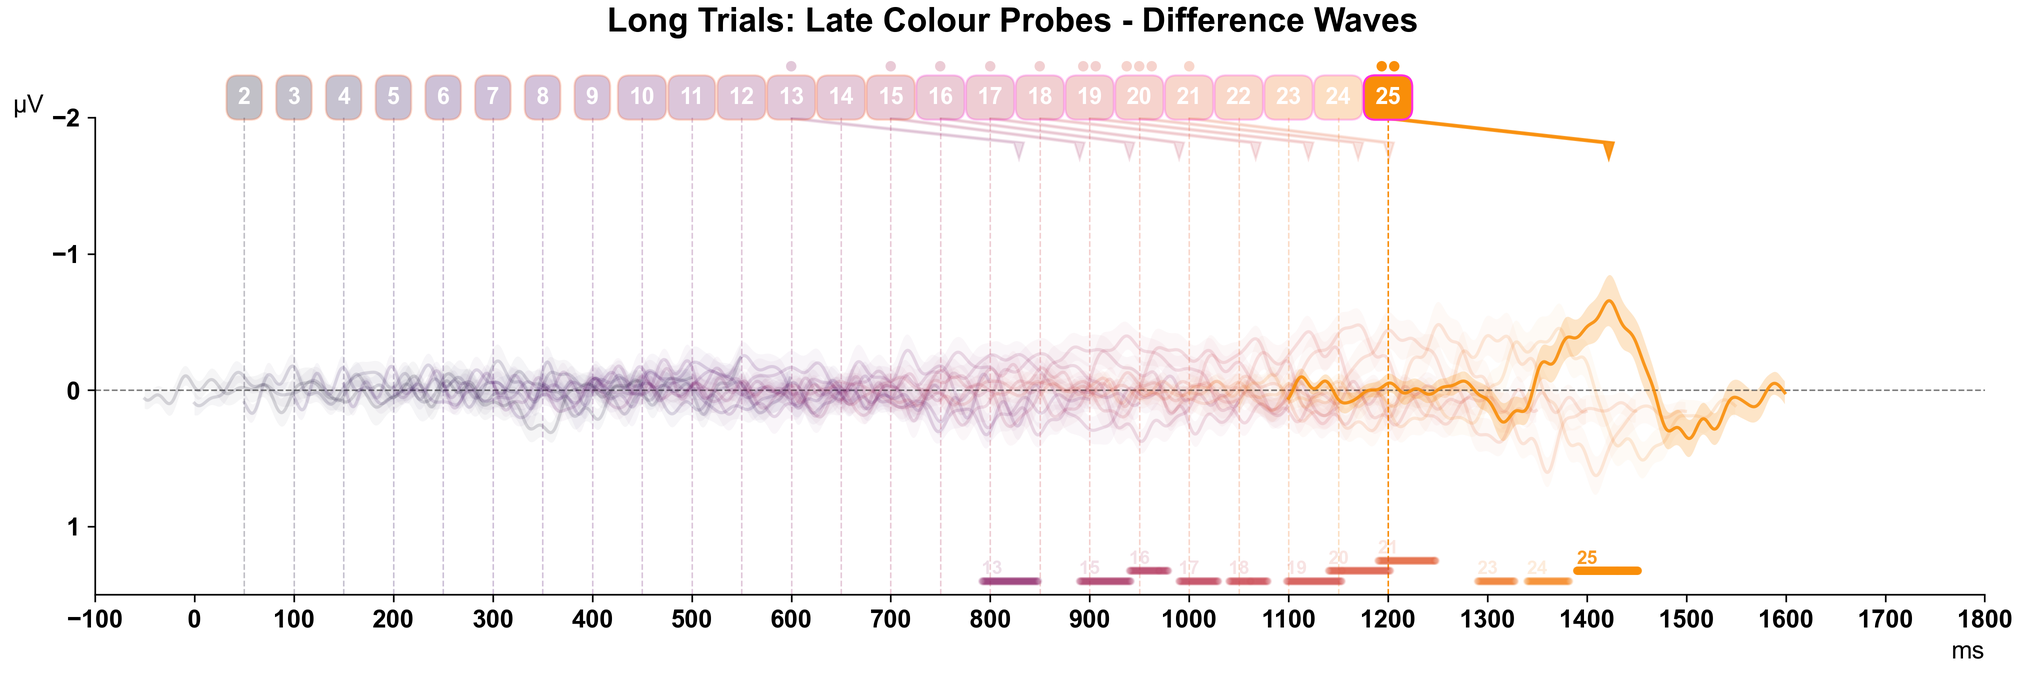 Long Trials: Late Colour Probes - Difference Waves
2 3 4 5 6 7 8 9 10 11 12 13 14 15 16 17 18 19 20 21 22 23 24 25
µV
−2
−1
0
1
21
16 20 25
13 15 17 18 19 23 24
−100 0 100 200 300 400 500 600 700 800 900 1000 1100 1200 1300 1400 1500 1600 1700 1800
ms